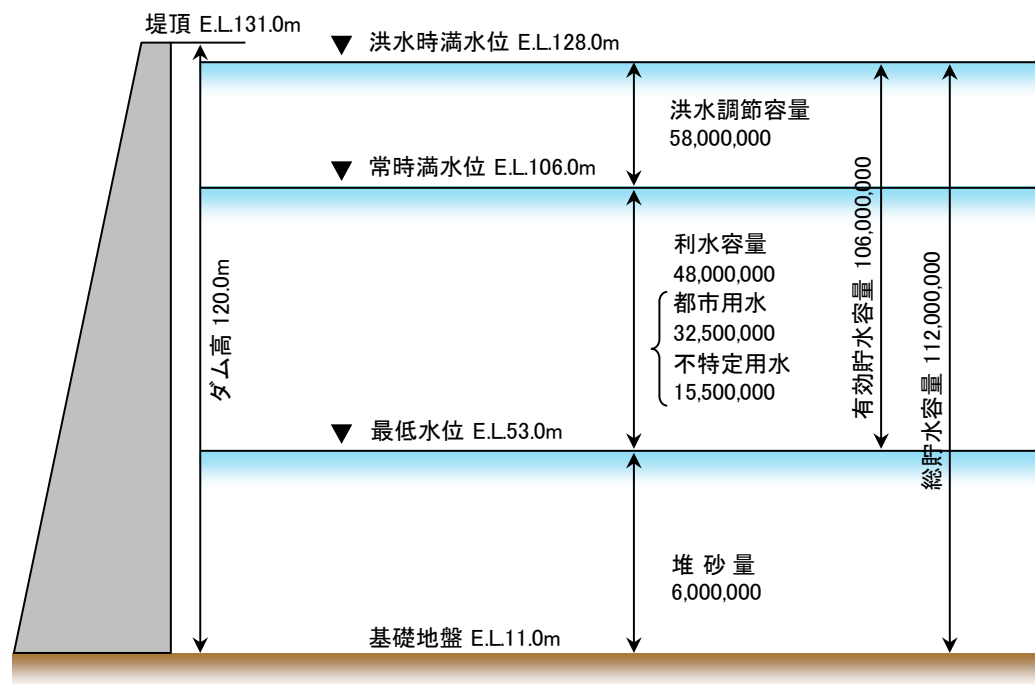 堤頂 E.L.131.0m
洪水時満水位 E.L.128.0m
洪水調節容量
58,000,000
常時満水位 E.L.106.0m
利水容量
48,000,000
都市用水
32,500,000
不特定用水
15,500,000
ダム高 120.0m
有効貯水容量 106,000,000
総貯水容量 112,000,000
最低水位 E.L.53.0m
堆 砂 量
6,000,000
基礎地盤 E.L.11.0m